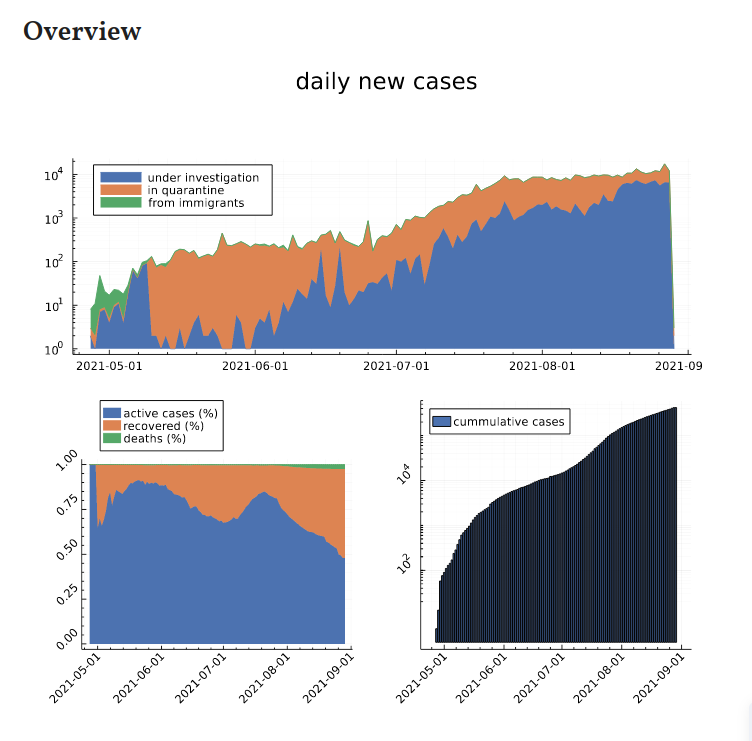 Overview
daily new cases
10⁴
10³
10²
10¹
10⁰
under investigation
in quarantine
from immigrants
2021-05-01 2021-06-01 2021-07-01 2021-08-01 2021-09
active cases (%)
recovered (%)
deaths (%)
1.00
0.75
0.50
0.25
0.00
2021-05-01 2021-06-01 2021-07-01 2021-08-01 2021-09-01
cummulative cases
10⁴
10²
2021-05-01 2021-06-01 2021-07-01 2021-08-01 2021-09-01